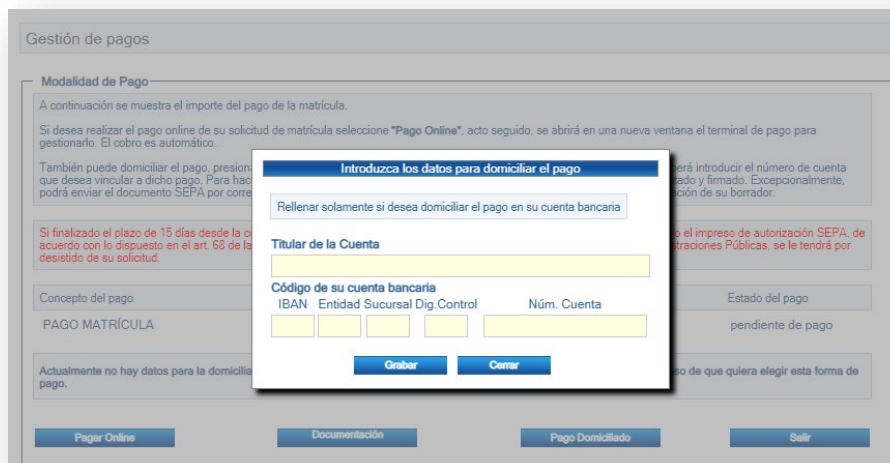 Gestión de pagos
Modalidad de Pago
A continuación se muestra el importe del pago de la matrícula.
Si desea realizar el pago online de su solicitud de matrícula seleccione "Pago Online", acto seguido, se abrirá en una nueva ventana el terminal de pago para
gestionarlo. El cobro es automático.
También puede domiciliar el pago, presion
erá introducir el número de cuenta
que desea vincular a dicho pago. Para hac
tado y firmado. Excepcionalmente,
podrá enviar el documento SEPA por corre
ación de su borrador.
Si finalizado el plazo de 15 días desde la c
o el impreso de autorización SEPA, de
acuerdo con lo dispuesto en el art. 68 de la
straciones Públicas, se le tendrá por
desistido de su solicitud.
Introduzca los datos para domiciliar el pago
Rellenar solamente si desea domiciliar el pago en su cuenta bancaria
Titular de la Cuenta
Código de su cuenta bancaria
IBAN Entidad Sucursal Dig.Control Núm. Cuenta
Grabar Cerrar
Concepto del pago Estado del pago
PAGO MATRÍCULA pendiente de pago
Actualmente no hay datos para la domicilia
so de que quiera elegir esta forma de
pago.
Pagar Online Documentación Pago Domiciliado Salir